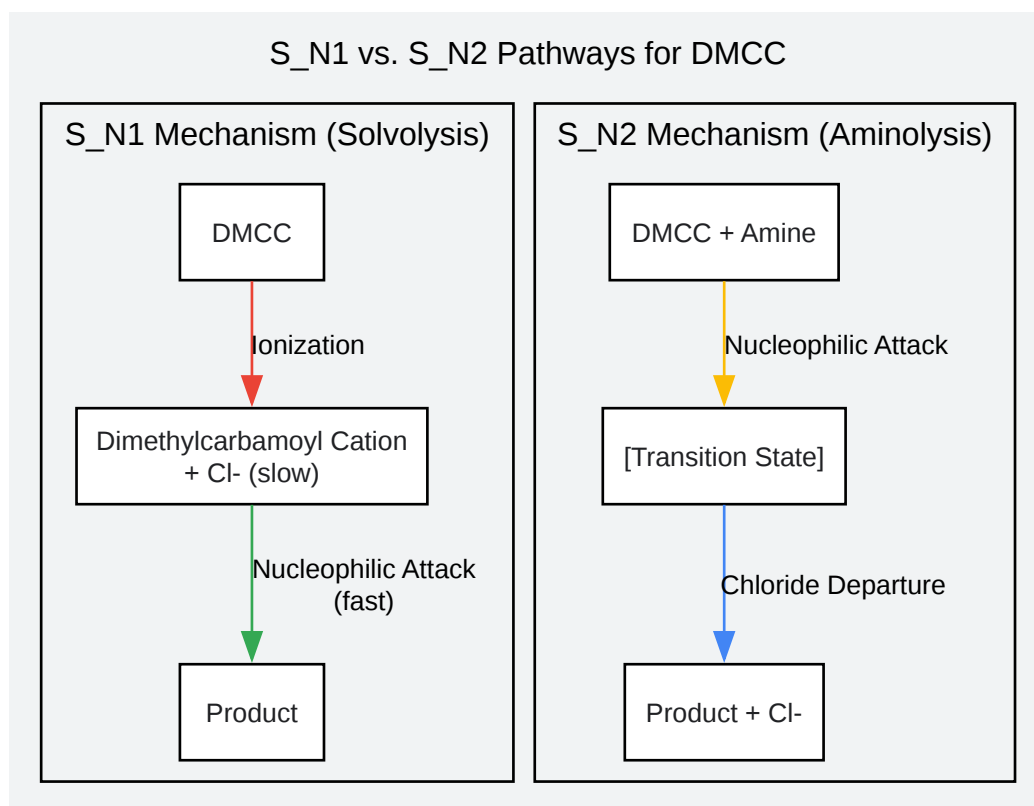 S_N1 vs. S_N2 Pathways for DMCC
S_N1 Mechanism (Solvolysis)
DMCC
Ionization
Dimethylcarbamoyl Cation
+ Cl- (slow)
Nucleophilic Attack
(fast)
Product
S_N2 Mechanism (Aminolysis)
DMCC + Amine
Nucleophilic Attack
[Transition State]
Chloride Departure
Product + Cl-